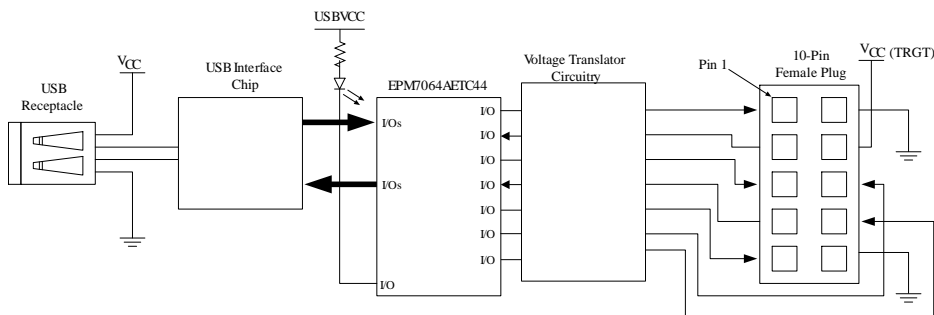 USBVCC
VCC
USB
Receptacle
USB Interface
Chip
EPM7064AETC44
Voltage Translator
Circuitry
Pin 1
10-Pin
Female Plug
VCC (TRGT)
I/Os
I/Os
I/O
I/O
I/O
I/O
I/O
I/O
I/O
I/O